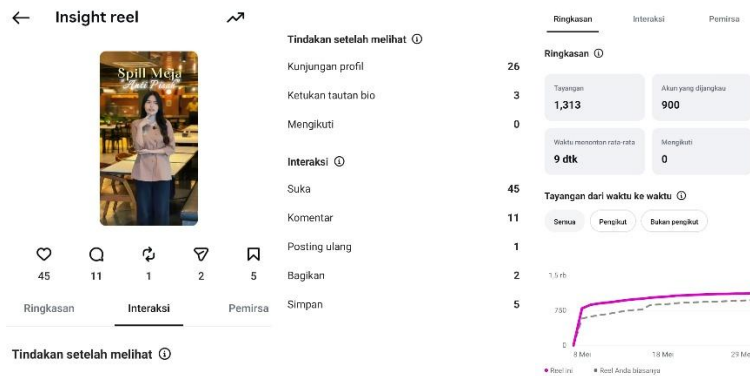 Insight reel
Spill Meja
"Anti Pisah"
45
11
1
2
5
Ringkasan
Interaksi
Pemirsa
Tindakan setelah melihat
Tindakan setelah melihat
Kunjungan profil 26
Ketukan tautan bio 3
Mengikuti 0
Interaksi
Suka 45
Komentar 11
Posting ulang 1
Bagikan 2
Simpan 5
Ringkasan
Interaksi
Pemirsa
Ringkasan
Tayangan
1,313
Akun yang dijangkau
900
Waktu menonton rata-rata
9 dtk
Mengikuti
0
Tayangan dari waktu ke waktu
Semua
Pengikut
Bukan pengikut
1,5 rb
750
0
8 Mei
18 Mei
29 Me
Reel ini
Reel Anda biasanya